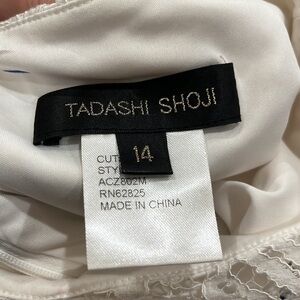 TADASHI SHOJI
14
CUT
STY
ACZ802M
RN62825
MADE IN CHINA